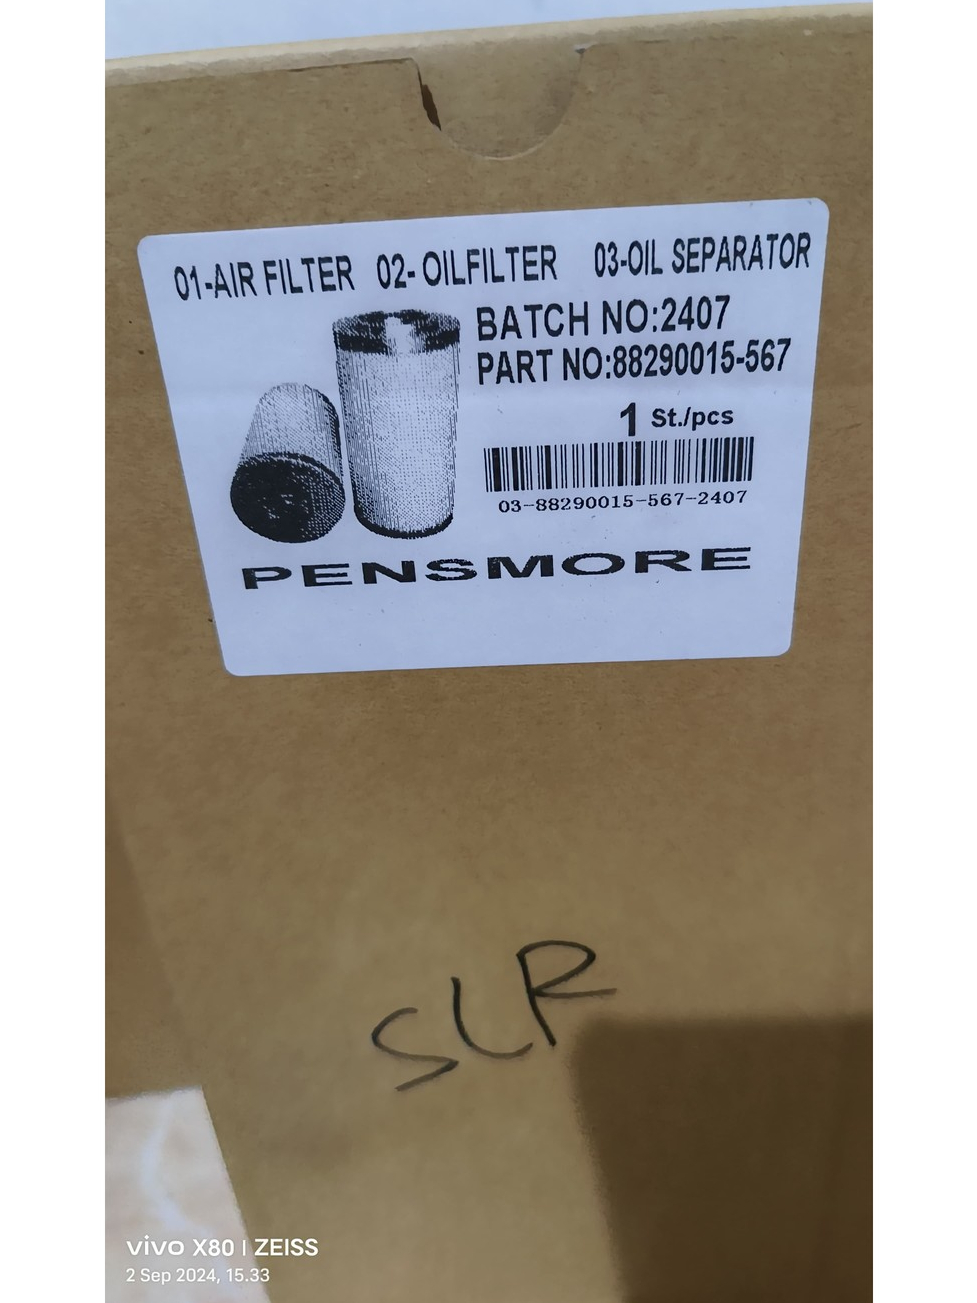 01-AIR FILTER 02- OILFILTER 03-OIL SEPARATOR
BATCH NO:2407
PART NO:88290015-567
1 St./pcs
03-88290015-567-2407
PENSMORE
SLR
vivo X80 | ZEISS
2 Sep 2024, 15.33